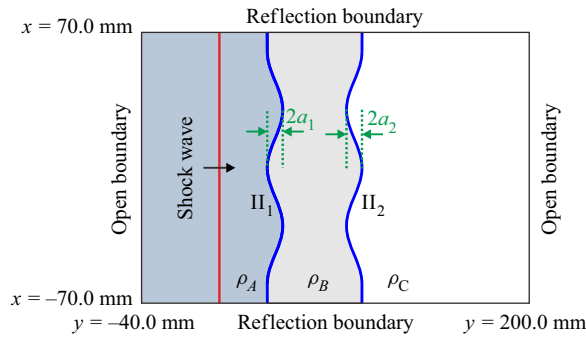 Reflection boundary
x = 70.0 mm
Open boundary
Shock wave
2a₁
2a₂
II₁
II₂
Open boundary
ρA
ρB
ρC
x = –70.0 mm
y = –40.0 mm
Reflection boundary
y = 200.0 mm